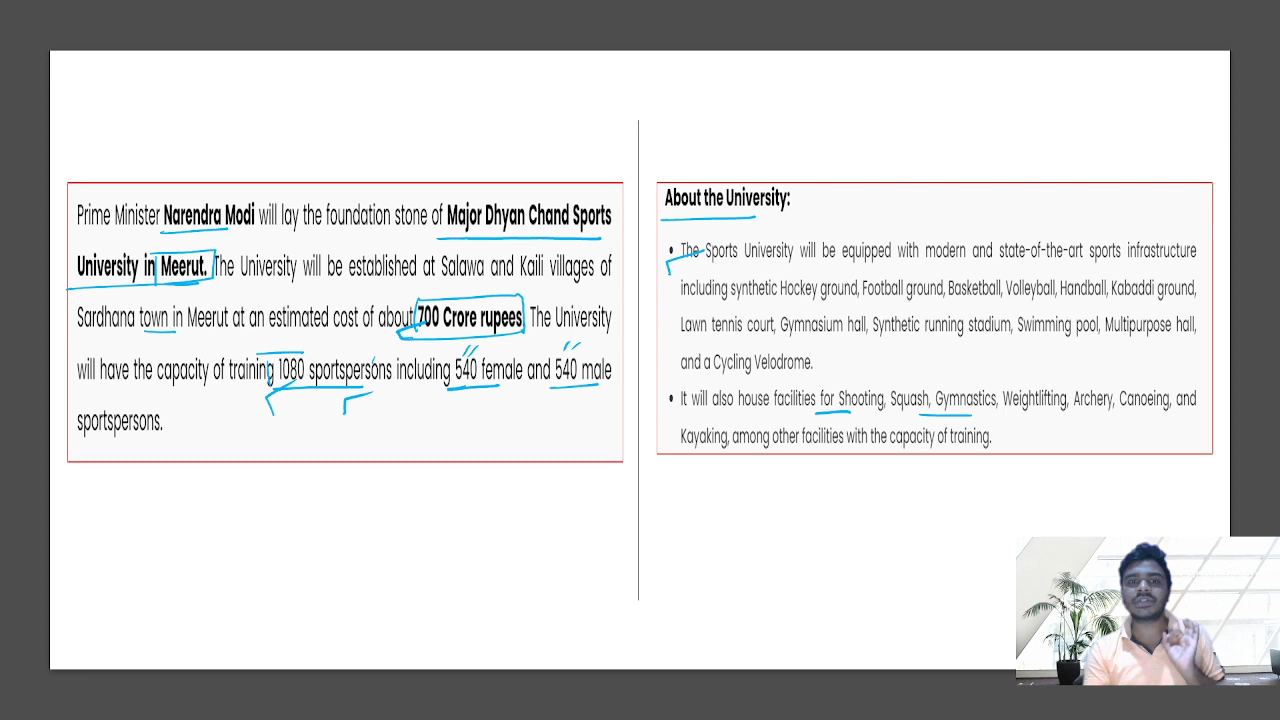 Prime Minister Narendra Modi will lay the foundation stone of Major Dhyan Chand Sports
University in Meerut. The University will be established at Salawa and Kaili villages of
Sardhana town in Meerut at an estimated cost of about 700 Crore rupees. The University
will have the capacity of training 1080 sportspersons including 540 female and 540 male
sportspersons.
About the University:
• The Sports University will be equipped with modern and state-of-the-art sports infrastructure
including synthetic Hockey ground, Football ground, Basketball, Volleyball, Handball, Kabaddi ground,
Lawn tennis court, Gymnasium hall, Synthetic running stadium, Swimming pool, Multipurpose hall,
and a Cycling Velodrome.
• It will also house facilities for Shooting, Squash, Gymnastics, Weightlifting, Archery, Canoeing, and
Kayaking, among other facilities with the capacity of training.